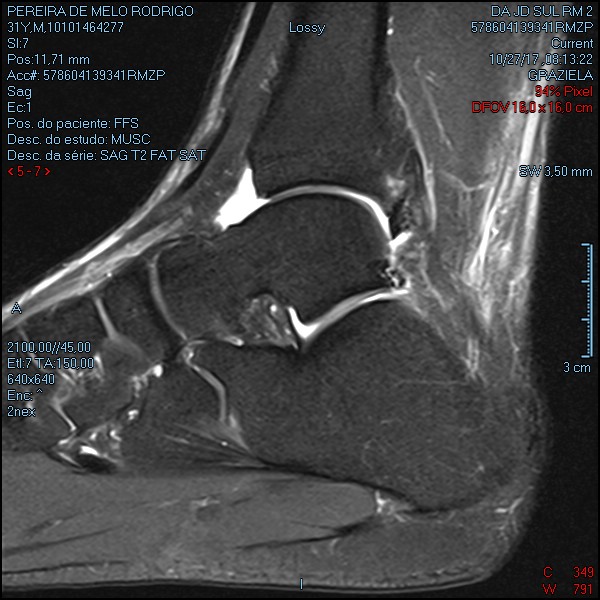 PEREIRA DE MELO RODRIGO
31Y,M,10101464277
Sl:7
Pos:11,71 mm
Acc#: 578604139341RMZP
Sag
Ec:1
Pos. do paciente: FFS
Desc. do estudo: MUSC
Desc. da série: SAG T2 FAT SAT
< 5 - 7 >
Lossy
DA JD SUL RM 2
578604139341RMZP
Current
10/27/17 ,08:13:22
GRAZIELA
94% Pixel
DFOV 18,0 x 16,0 cm
SW 3,50 mm
A
2100,00//45,00
Etl:7 TA:150,00
640x640
Enc: ^
2nex
3 cm
I
C 349
W 791